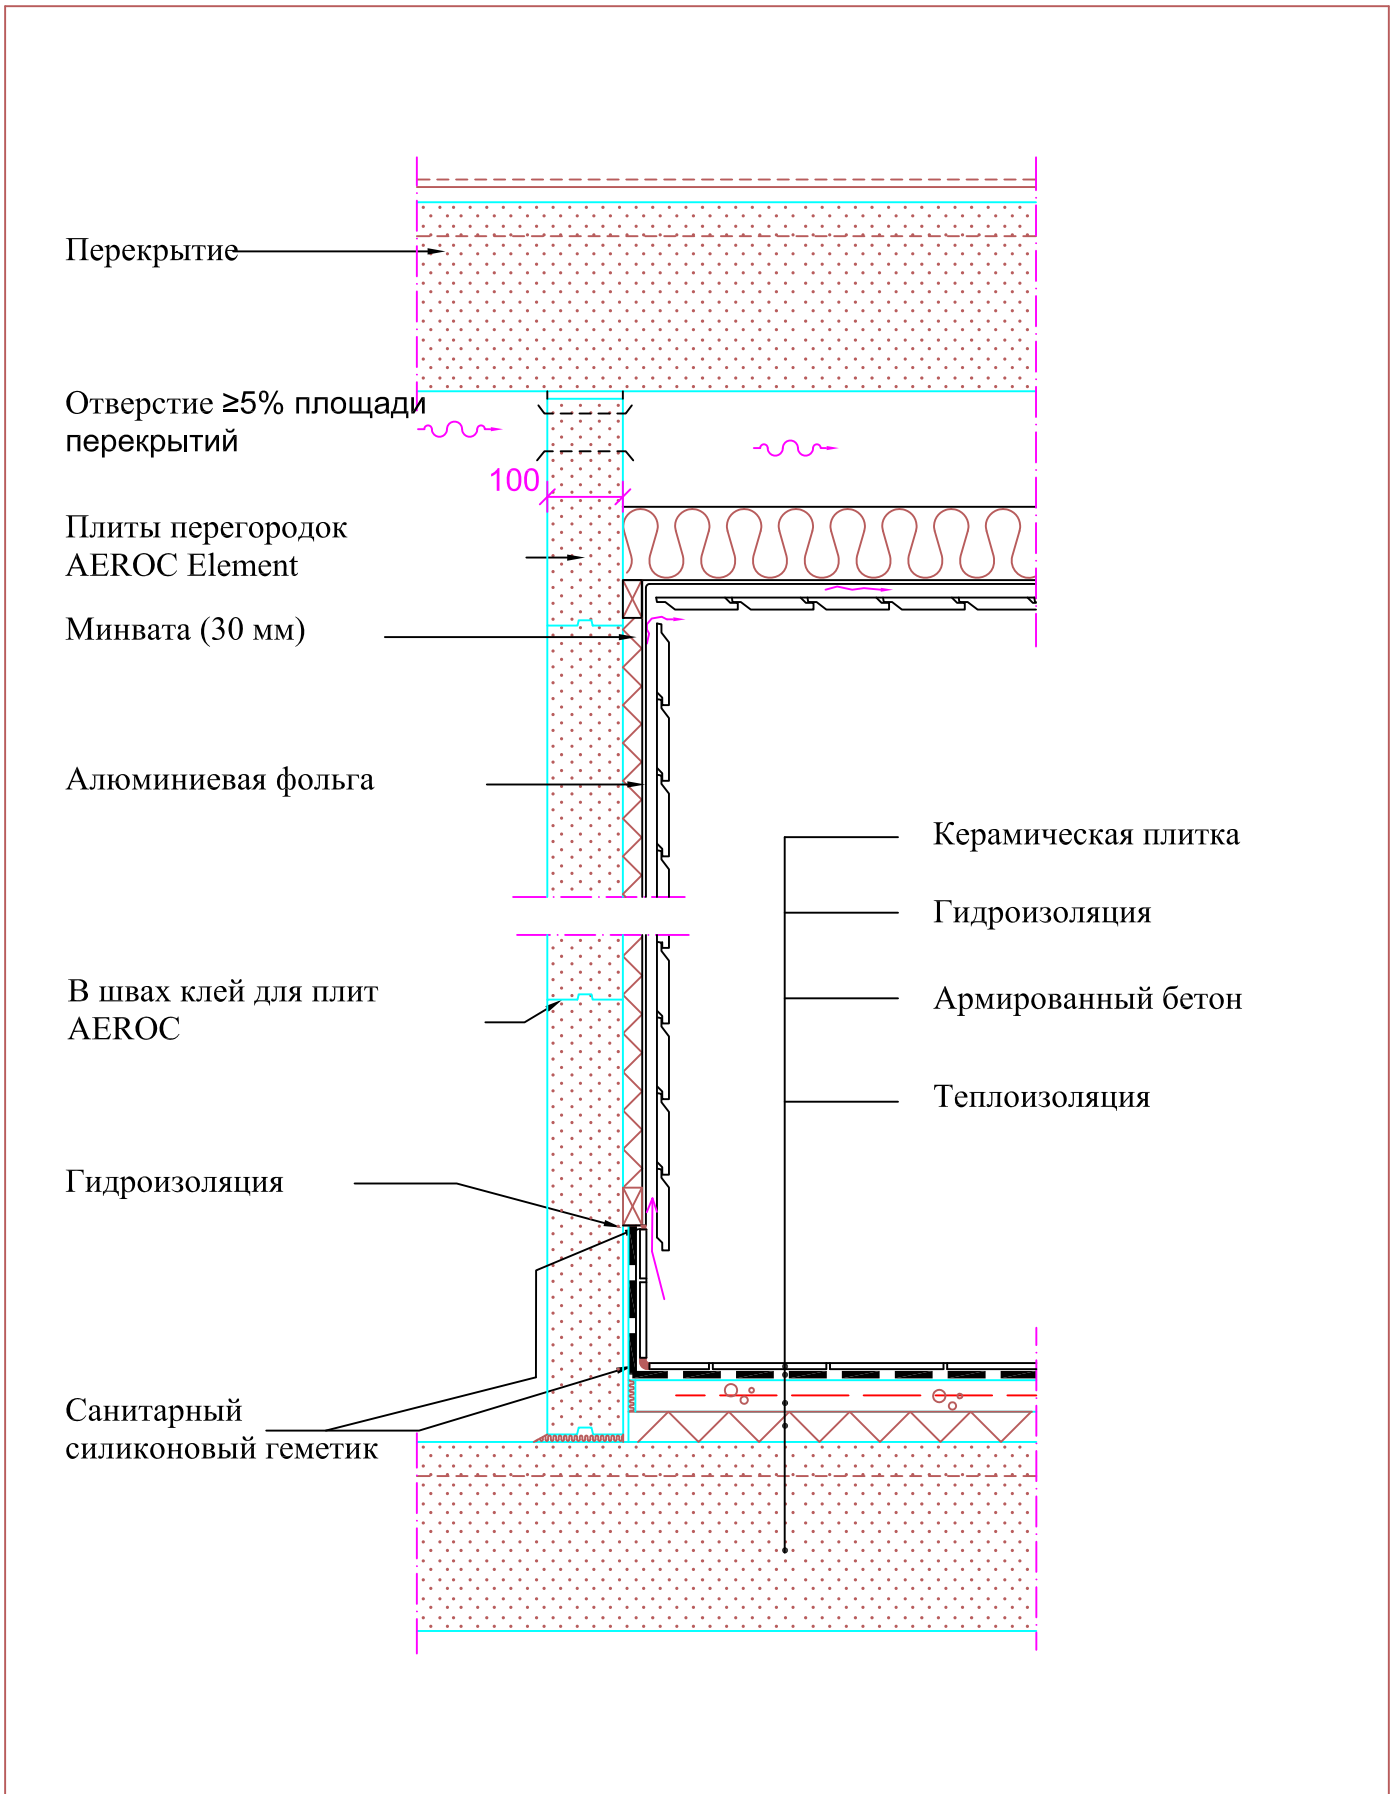 Перекрытие
Отверстие ≥5% площади
перекрытий
100
Плиты перегородок
AEROC Element
Минвата (30 мм)
Алюминиевая фольга
Керамическая плитка
Гидроизоляция
Армированный бетон
Теплоизоляция
В швах клей для плит
AEROC
Гидроизоляция
Санитарный
силиконовый геметик